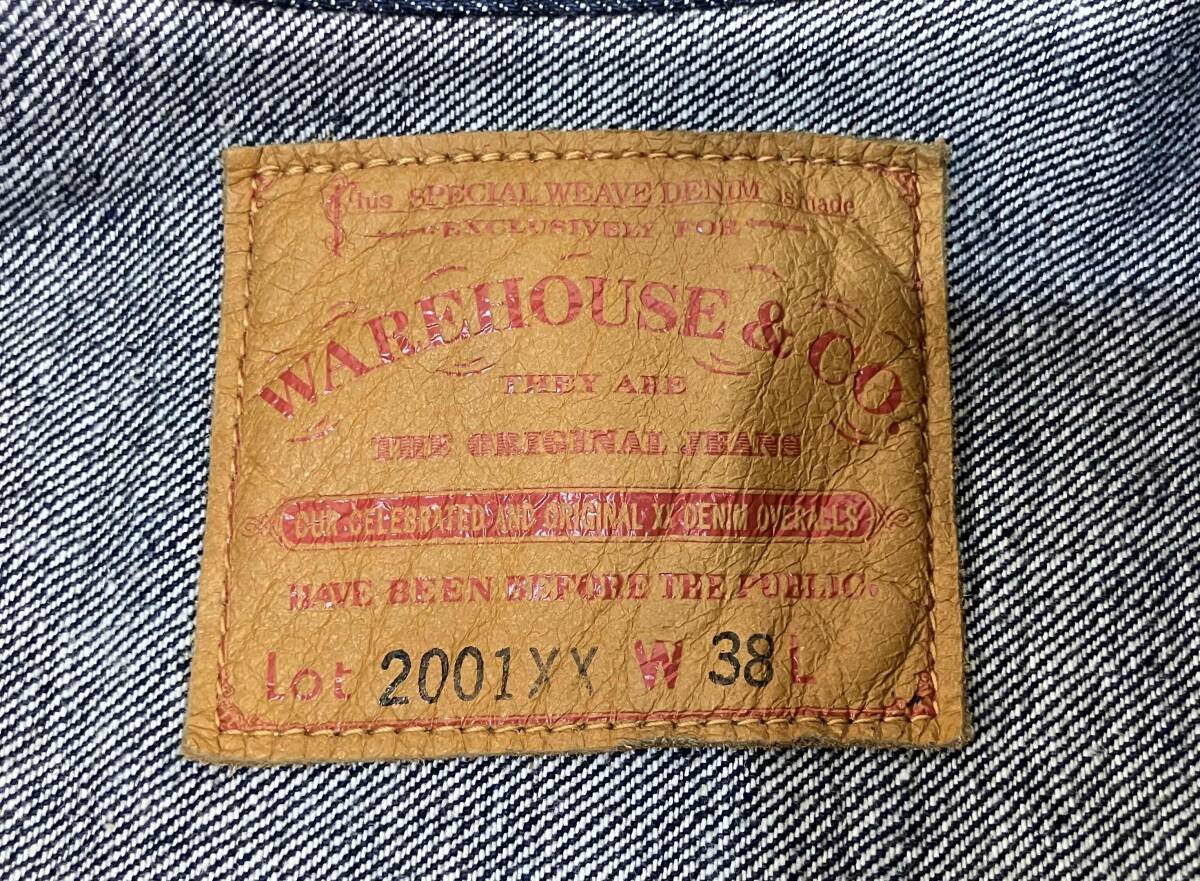 This SPECIAL WEAVE DENIM is made
EXCLUSIVELY FOR
WAREHOUSE & CO.
THEY ARE
THE ORIGINAL JEANS
OUR CELEBRATED AND ORIGINAL XX DENIM OVERALLS
HAVE BEEN BEFORE THE PUBLIC.
Lot 2001XX W 38 L